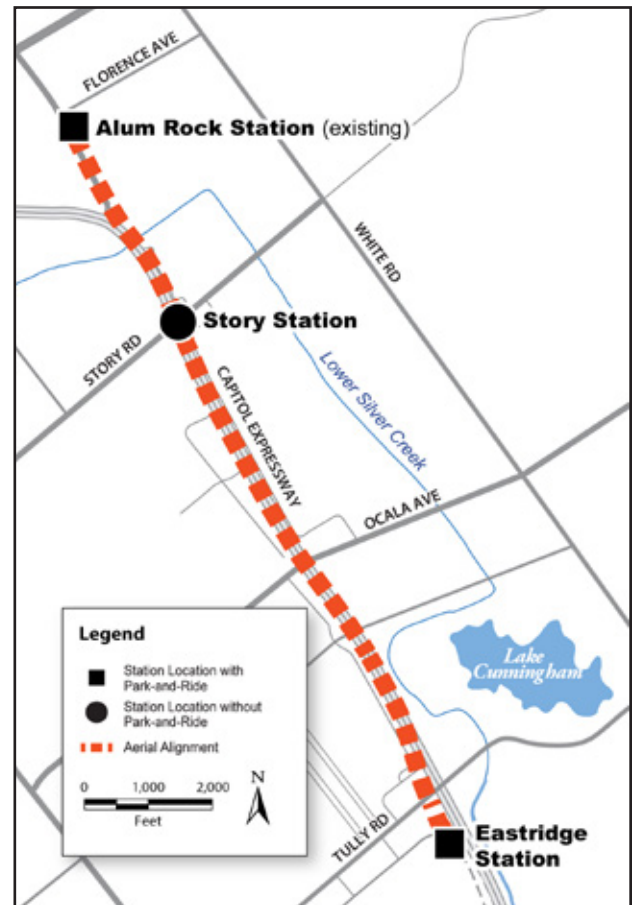 FLORENCE AVE
Alum Rock Station (existing)
WHITE RD
Story Station
STORY RD
CAPITOL EXPRESSWAY
Lower Silver Creek
OCALA AVE
Lake
Cunningham
Legend
Station Location with
Park-and-Ride
Station Location without
Park-and-Ride
Aerial Alignment
0 1,000 2,000
Feet
N
TULLY RD
Eastridge
Station